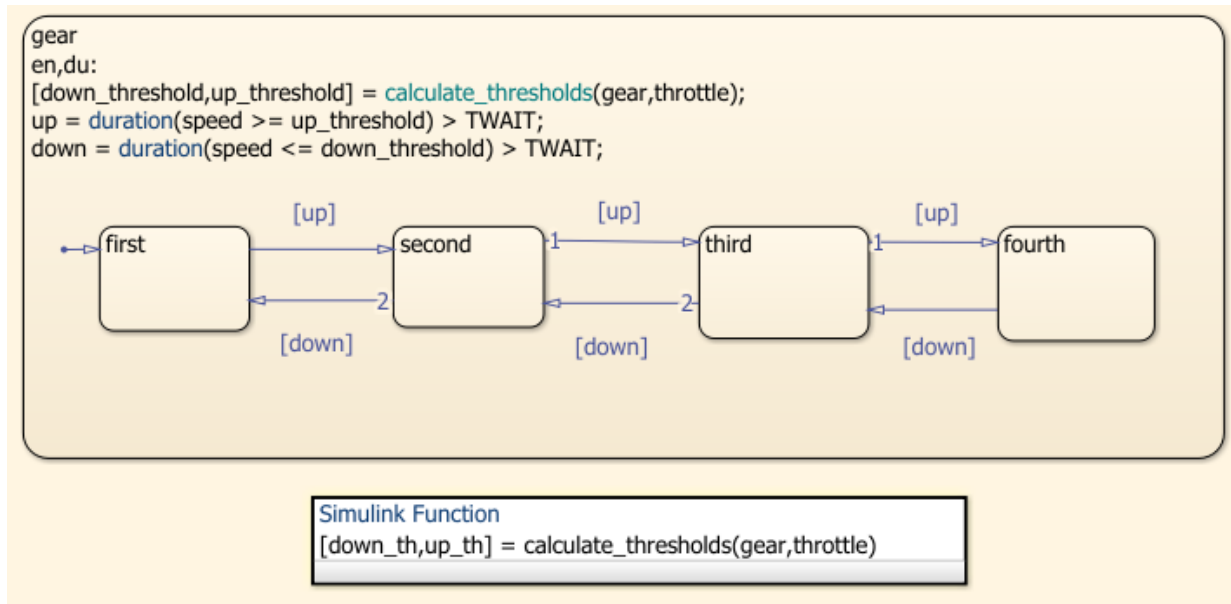 gear
en,du:
[down_threshold,up_threshold] = calculate_thresholds(gear,throttle);
up = duration(speed >= up_threshold) > TWAIT;
down = duration(speed <= down_threshold) > TWAIT;
[up]
[up]
[up]
first
second
1
third
1
fourth
2
2
[down]
[down]
[down]
Simulink Function
[down_th,up_th] = calculate_thresholds(gear,throttle)